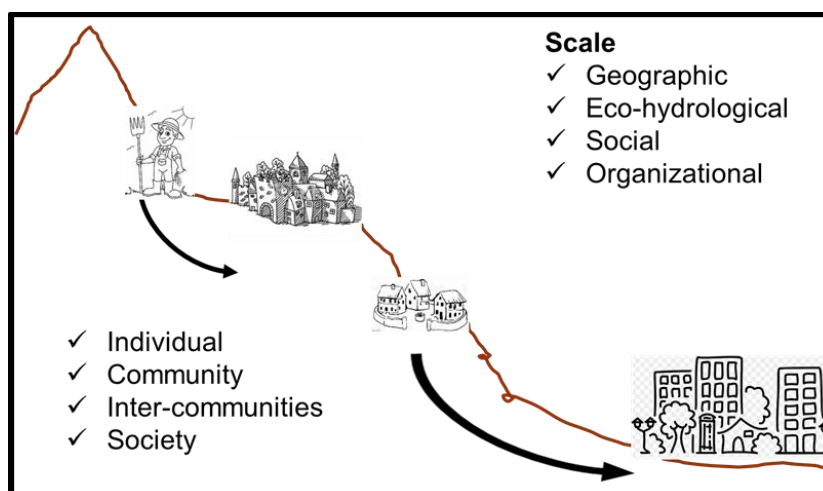 Scale
✓ Geographic
✓ Eco-hydrological
✓ Social
✓ Organizational
✓ Individual
✓ Community
✓ Inter-communities
✓ Society